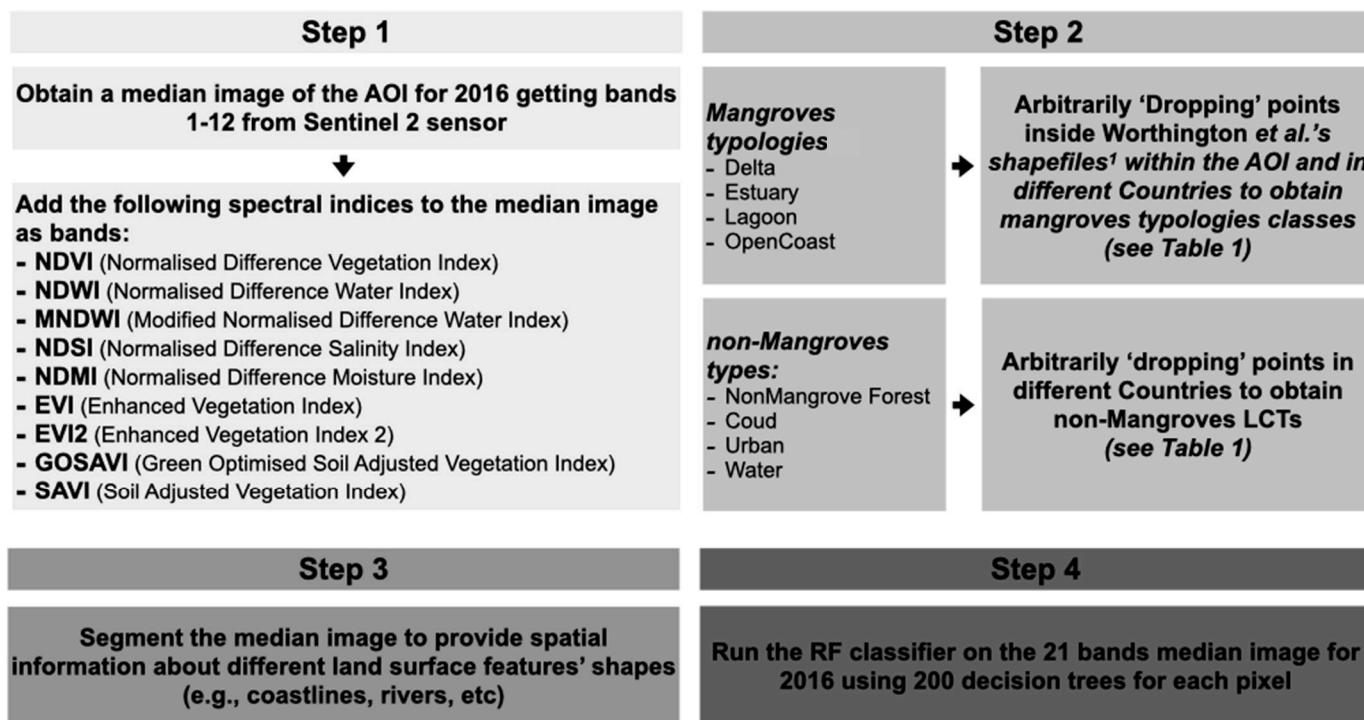 Step 1
Obtain a median image of the AOI for 2016 getting bands
1-12 from Sentinel 2 sensor
Add the following spectral indices to the median image
as bands:
- NDVI (Normalised Difference Vegetation Index)
- NDWI (Normalised Difference Water Index)
- MNDWI (Modified Normalised Difference Water Index)
- NDSI (Normalised Difference Salinity Index)
- NDMI (Normalised Difference Moisture Index)
- EVI (Enhanced Vegetation Index)
- EVI2 (Enhanced Vegetation Index 2)
- GOSAVI (Green Optimised Soil Adjusted Vegetation Index)
- SAVI (Soil Adjusted Vegetation Index)
Step 2
Mangroves
typologies
- Delta
- Estuary
- Lagoon
- OpenCoast
Arbitrarily ‘Dropping’ points
inside Worthington et al.’s
shapefiles¹ within the AOI and in
different Countries to obtain
mangroves typologies classes
(see Table 1)
non-Mangroves
types:
- NonMangrove Forest
- Coud
- Urban
- Water
Arbitrarily ‘dropping’ points in
different Countries to obtain
non-Mangroves LCTs
(see Table 1)
Step 3
Segment the median image to provide spatial
information about different land surface features’ shapes
(e.g., coastlines, rivers, etc)
Step 4
Run the RF classifier on the 21 bands median image for
2016 using 200 decision trees for each pixel